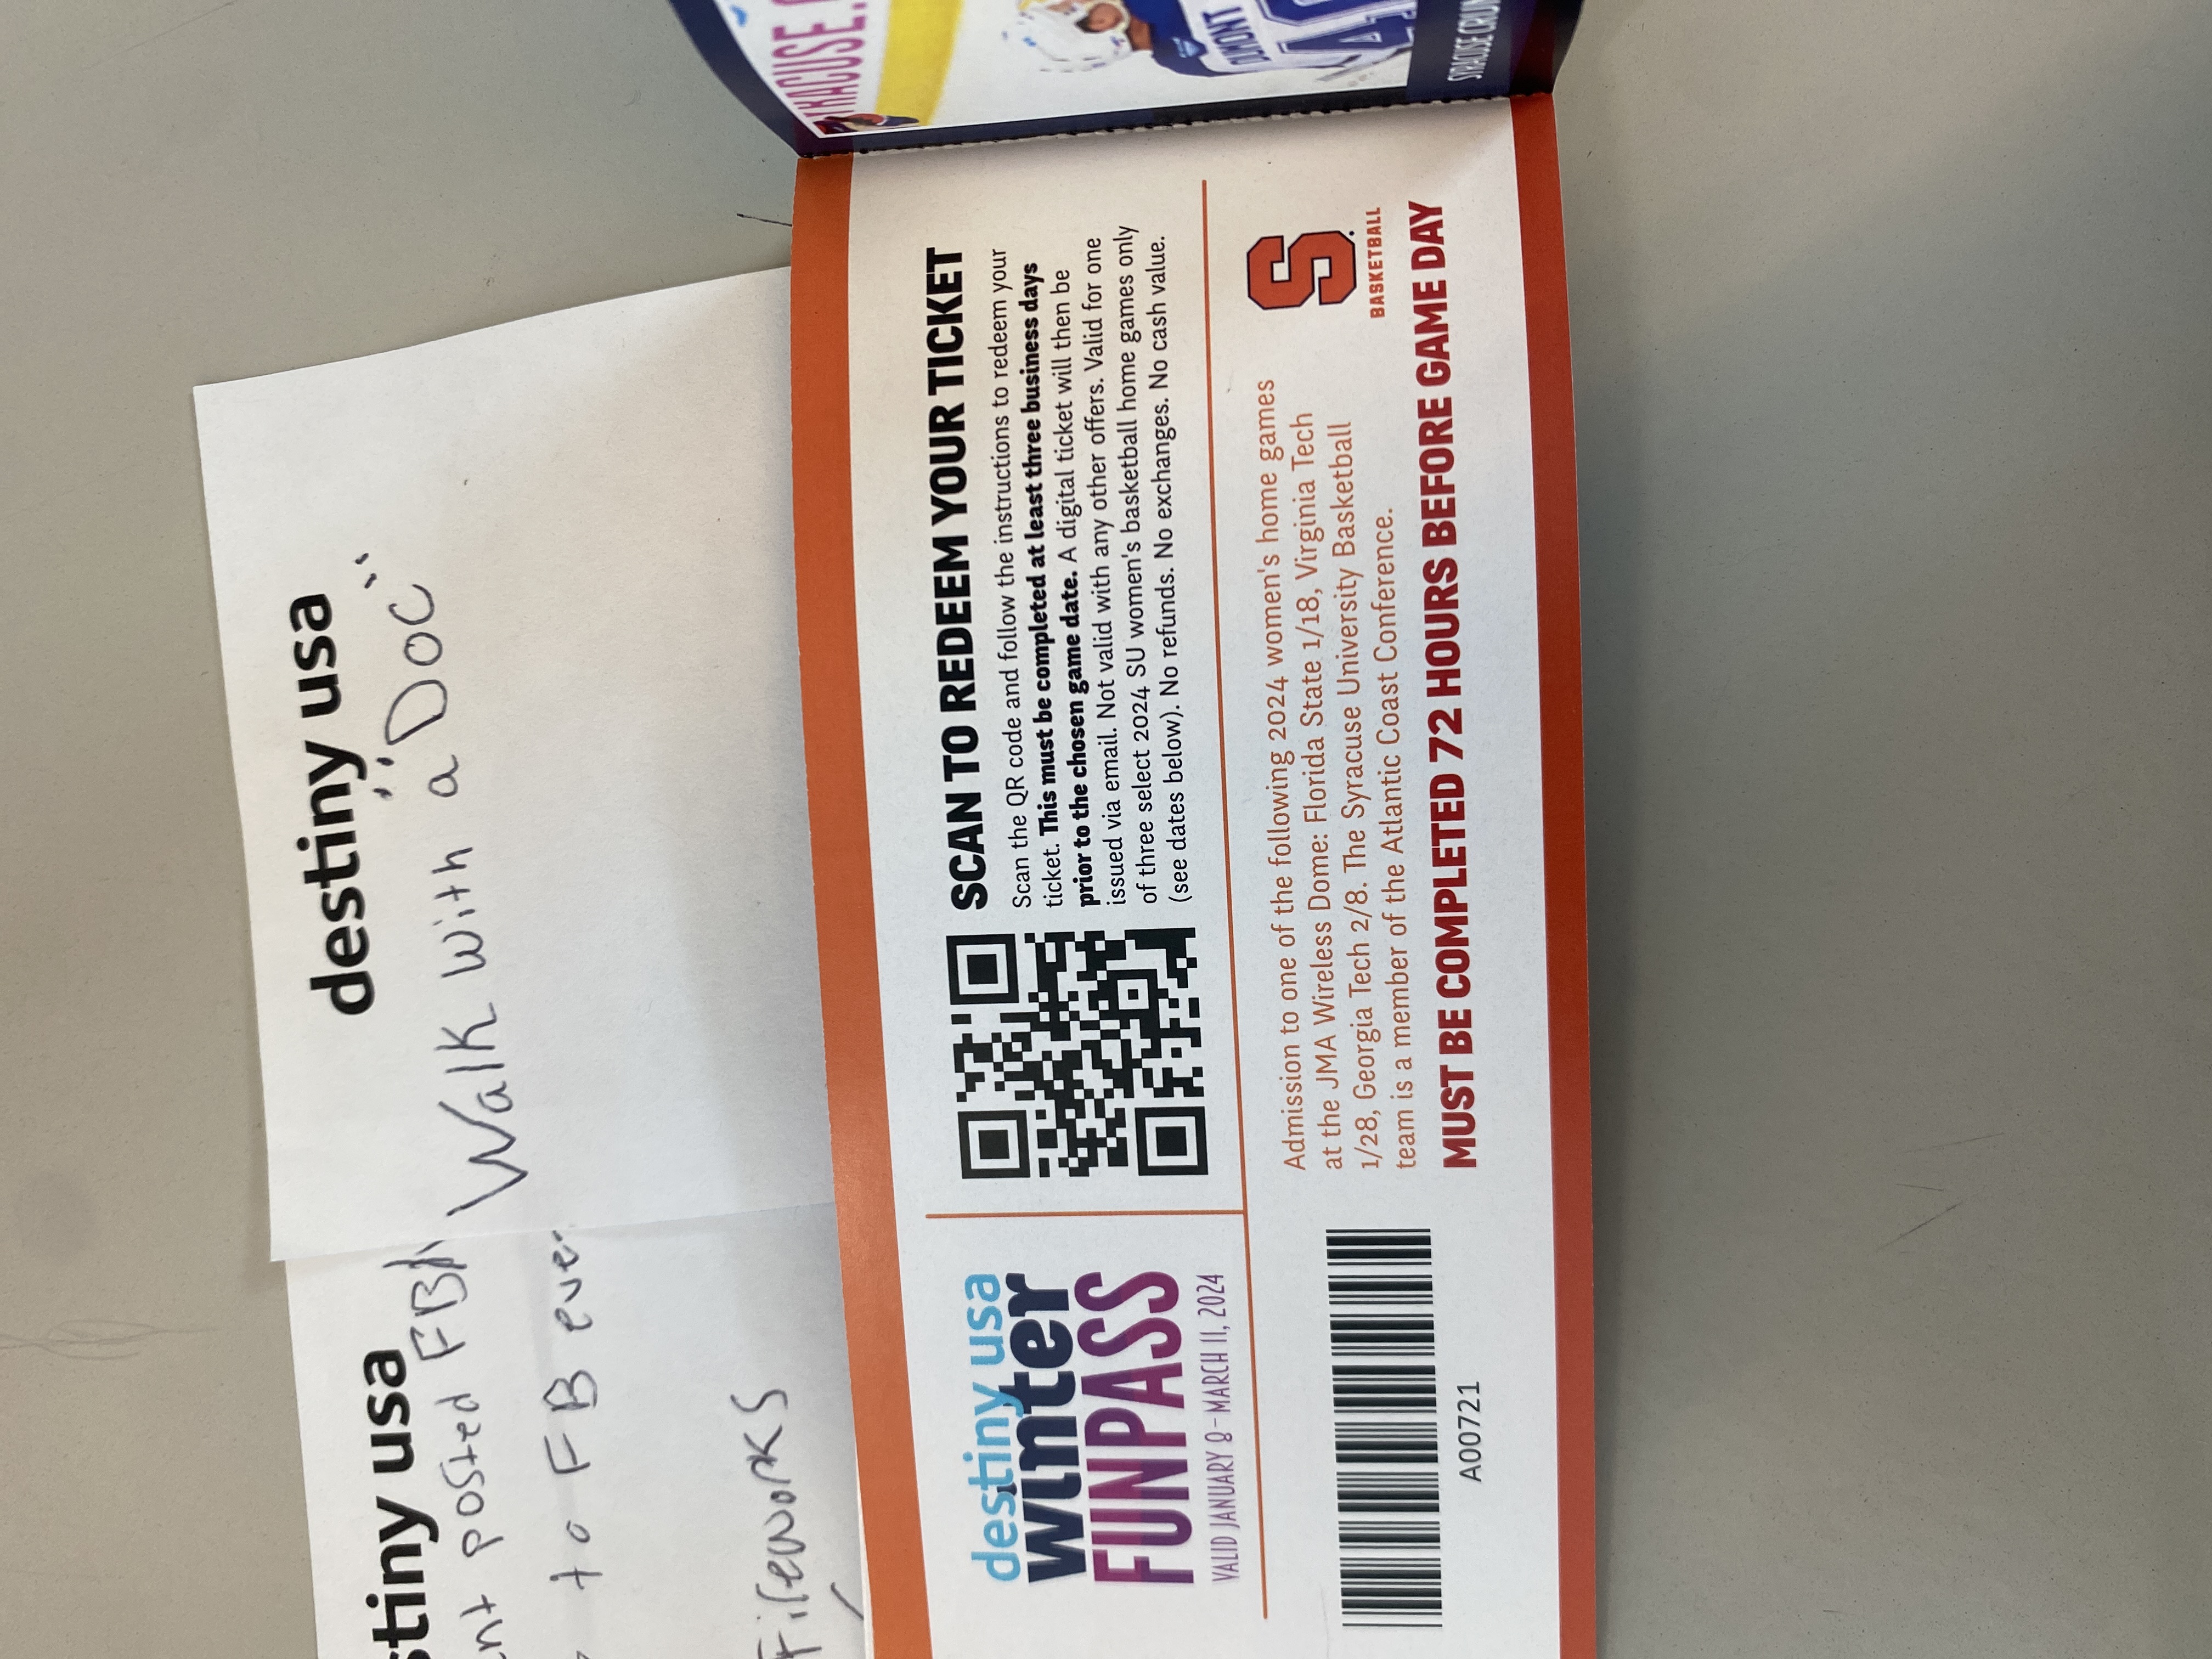 destiny usa
Walk with a "Doc"
destiny usa
posted FB
to FB
Fireworks
destiny usa
winter
FUNPASS
VALID JANUARY 8 - MARCH 11, 2024
SCAN TO REDEEM YOUR TICKET
Scan the QR code and follow the instructions to redeem your
ticket. This must be completed at least three business days
prior to the chosen game date. A digital ticket will then be
issued via email. Not valid with any other offers. Valid for one
of three select 2024 SU women's basketball home games only
(see dates below). No refunds. No exchanges. No cash value.
A00721
Admission to one of the following 2024 women's home games
at the JMA Wireless Dome: Florida State 1/18, Virginia Tech
1/28, Georgia Tech 2/8. The Syracuse University Basketball
team is a member of the Atlantic Coast Conference.
MUST BE COMPLETED 72 HOURS BEFORE GAME DAY
S
BASKETBALL
SYRACUSE